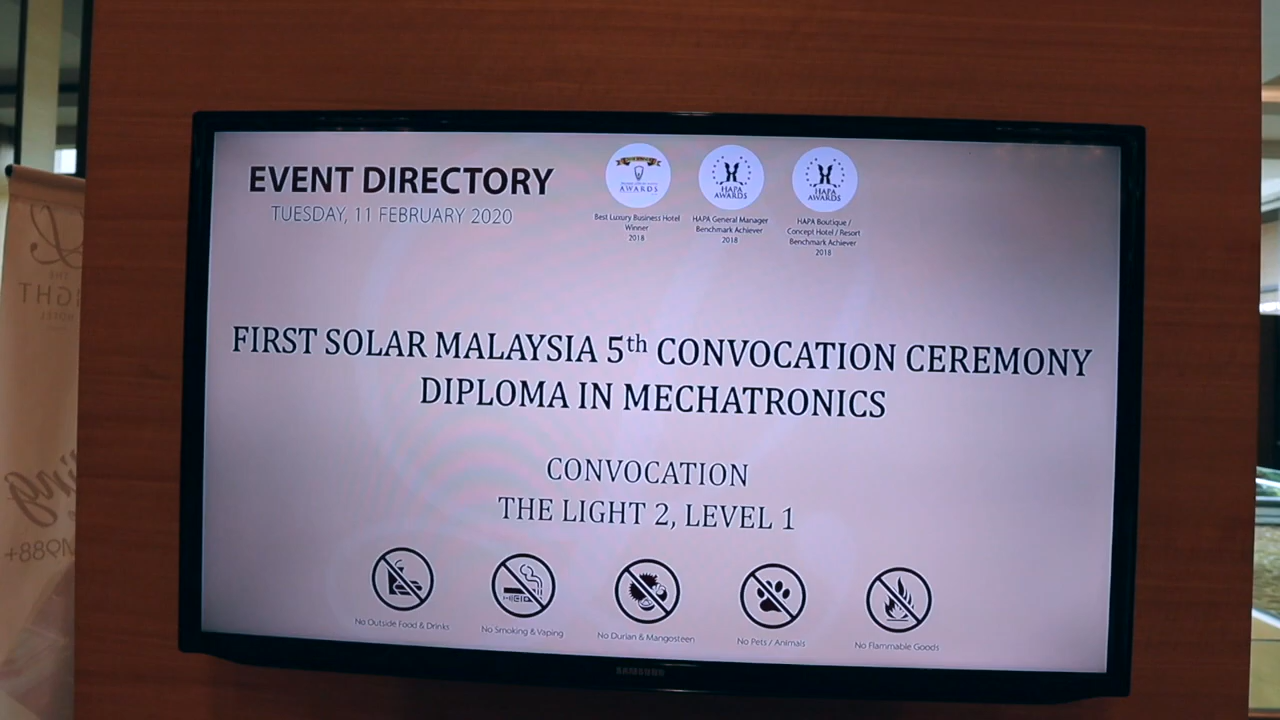 EVENT DIRECTORY
TUESDAY, 11 FEBRUARY 2020
AWARDS
Best Luxury Business Hotel
Winner
2018
HAPA
AWARDS
HAPA General Manager
Benchmark Achiever
2018
HAPA
AWARDS
HAPA Boutique /
Concept Hotel / Resort
Benchmark Achiever
2018
FIRST SOLAR MALAYSIA 5th CONVOCATION CEREMONY
DIPLOMA IN MECHATRONICS
CONVOCATION
THE LIGHT 2, LEVEL 1
No Outside Food & Drinks
No Smoking & Vaping
No Durian & Mangosteen
No Pets / Animals
No Flammable Goods
SAMSUNG
THE
HOTEL